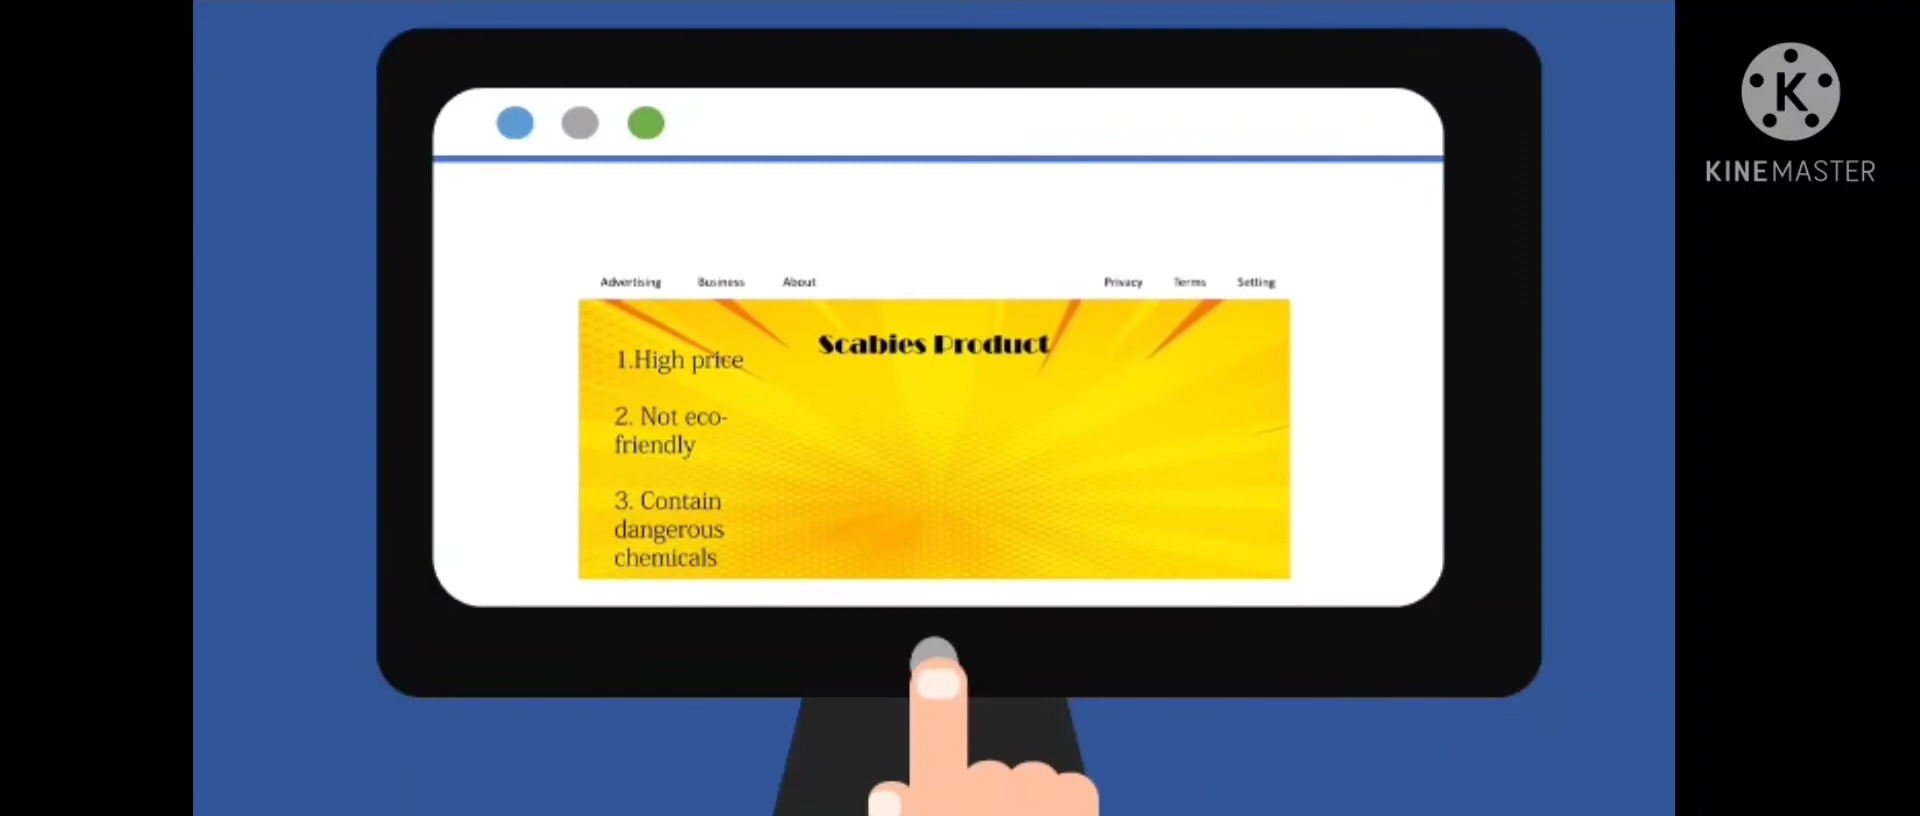 K
KINEMASTER
Advertising Business About Privacy Terms Setting
Scabies Product
1.High price
2. Not eco-
friendly
3. Contain
dangerous
chemicals